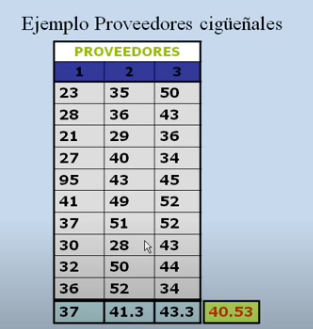 Ejemplo Proveedores cigüeñales
PROVEEDORES
1 2 3
23 35 50
28 36 43
21 29 36
27 40 34
95 43 45
41 49 52
37 51 52
30 28 43
32 50 44
36 52 34
37 41.3 43.3 40.53